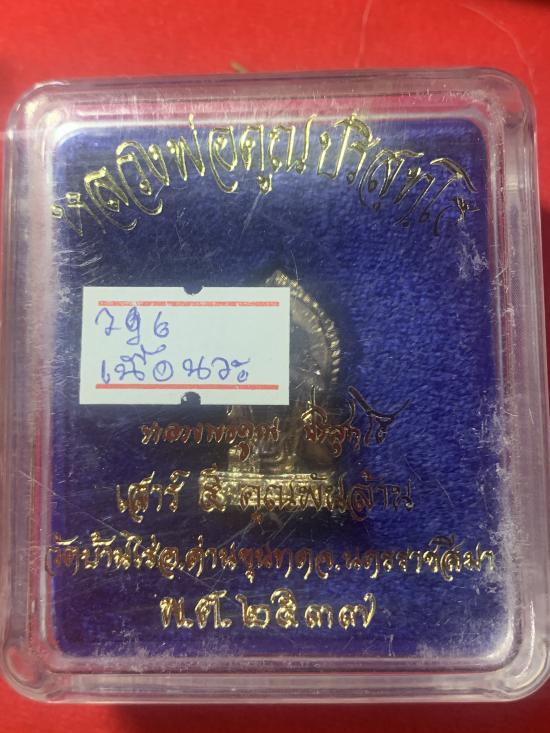 หลวงพ่อคูณปริสุทโธ
๖
เนื้อนวะ
หลวงพ่อคูณ ปริสุทโธ
เสาร์ ๕ คูณพันล้าน
วัดบ้านไร่อ.ด่านขุนทดจ.นครราชสีมา
พ.ศ.๒๕๓๗